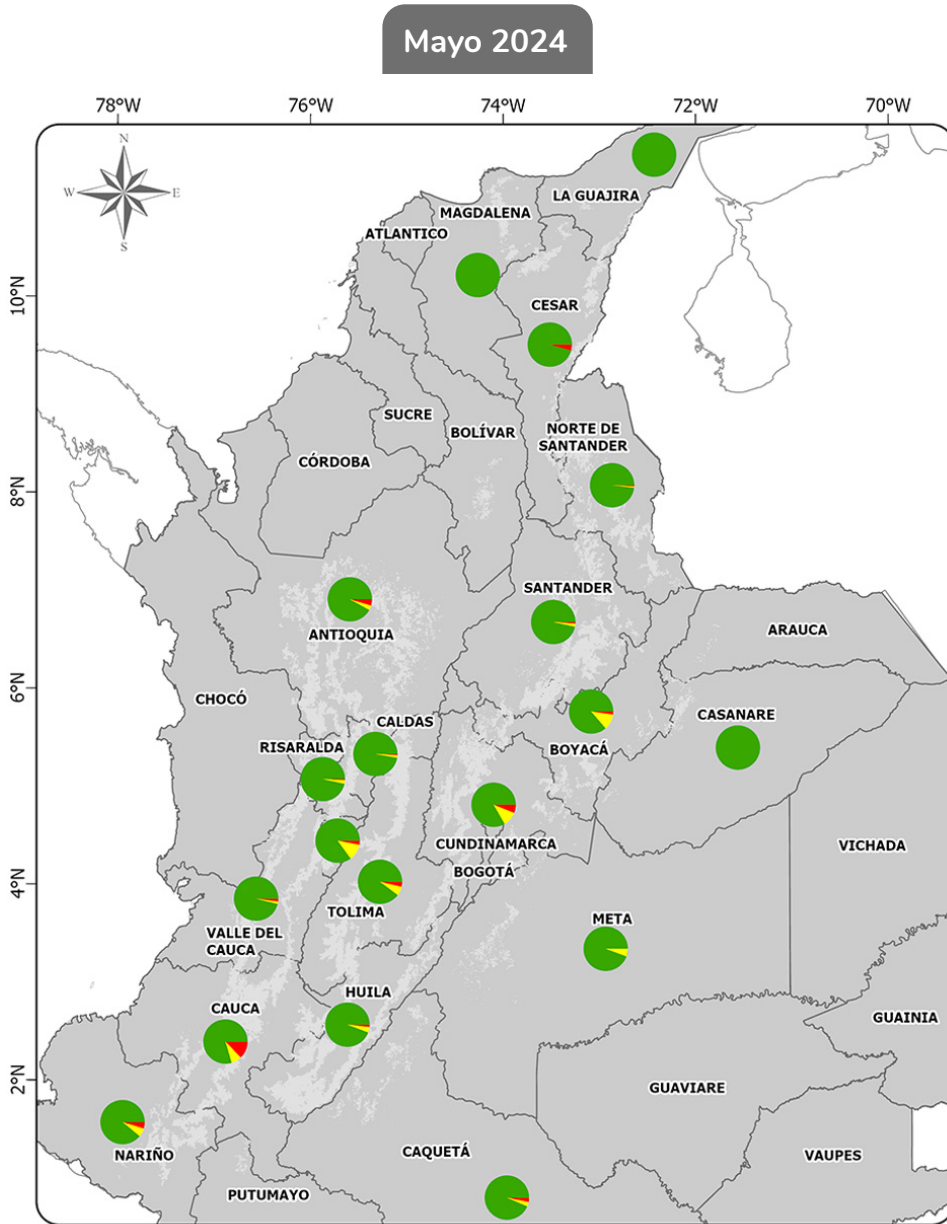 Mayo 2024
78°W
76°W
74°W
72°W
70°W
N
W
E
S
10°N
8°N
6°N
4°N
2°N
LA GUAJIRA
MAGDALENA
ATLANTICO
CESAR
SUCRE
BOLÍVAR
NORTE DE
SANTANDER
CÓRDOBA
SANTANDER
ANTIOQUIA
ARAUCA
CHOCÓ
CALDAS
CASANARE
RISARALDA
BOYACÁ
CUNDINAMARCA
VICHADA
BOGOTÁ
TOLIMA
META
VALLE DEL
CAUCA
HUILA
CAUCA
GUAINIA
GUAVIARE
NARIÑO
CAQUETÁ
VAUPES
PUTUMAYO